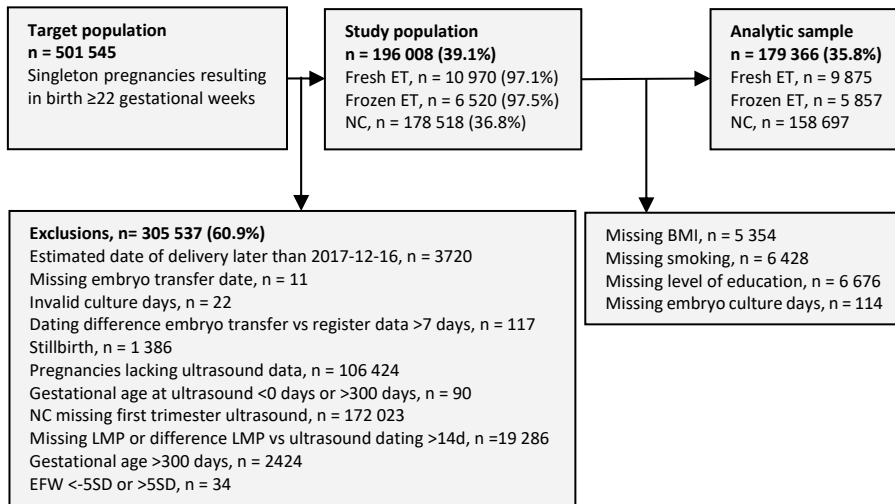 Target population
n = 501 545
Singleton pregnancies resulting
in birth ≥22 gestational weeks
Study population
n = 196 008 (39.1%)
Fresh ET, n = 10 970 (97.1%)
Frozen ET, n = 6 520 (97.5%)
NC, n = 178 518 (36.8%)
Analytic sample
n = 179 366 (35.8%)
Fresh ET, n = 9 875
Frozen ET, n = 5 857
NC, n = 158 697
Exclusions, n= 305 537 (60.9%)
Estimated date of delivery later than 2017-12-16, n = 3720
Missing embryo transfer date, n = 11
Invalid culture days, n = 22
Dating difference embryo transfer vs register data >7 days, n = 117
Stillbirth, n = 1 386
Pregnancies lacking ultrasound data, n = 106 424
Gestational age at ultrasound <0 days or >300 days, n = 90
NC missing first trimester ultrasound, n = 172 023
Missing LMP or difference LMP vs ultrasound dating >14d, n =19 286
Gestational age >300 days, n = 2424
EFW <-5SD or >5SD, n = 34
Missing BMI, n = 5 354
Missing smoking, n = 6 428
Missing level of education, n = 6 676
Missing embryo culture days, n = 114